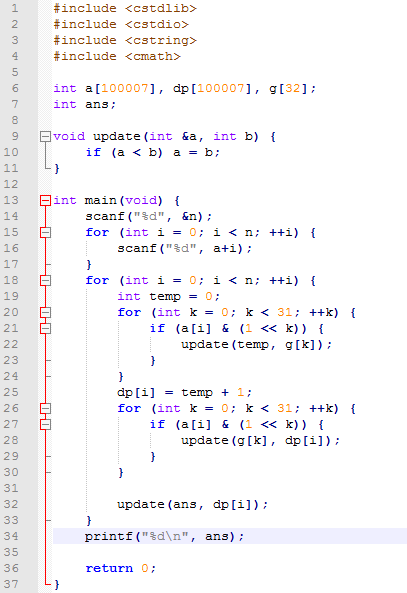 1 #include <cstdlib>
2 #include <cstdio>
3 #include <cstring>
4 #include <cmath>
5
6 int a[100007], dp[100007], g[32];
7 int ans;
8
9 void update(int &a, int b) {
10     if (a < b) a = b;
11 }
12
13 int main(void) {
14     scanf("%d", &n);
15     for (int i = 0; i < n; ++i) {
16         scanf("%d", a+i);
17     }
18     for (int i = 0; i < n; ++i) {
19         int temp = 0;
20         for (int k = 0; k < 31; ++k) {
21             if (a[i] & (1 << k)) {
22                 update(temp, g[k]);
23             }
24         }
25         dp[i] = temp + 1;
26         for (int k = 0; k < 31; ++k) {
27             if (a[i] & (1 << k)) {
28                 update(g[k], dp[i]);
29             }
30         }
31
32         update(ans, dp[i]);
33     }
34     printf("%d\n", ans);
35
36     return 0;
37 }